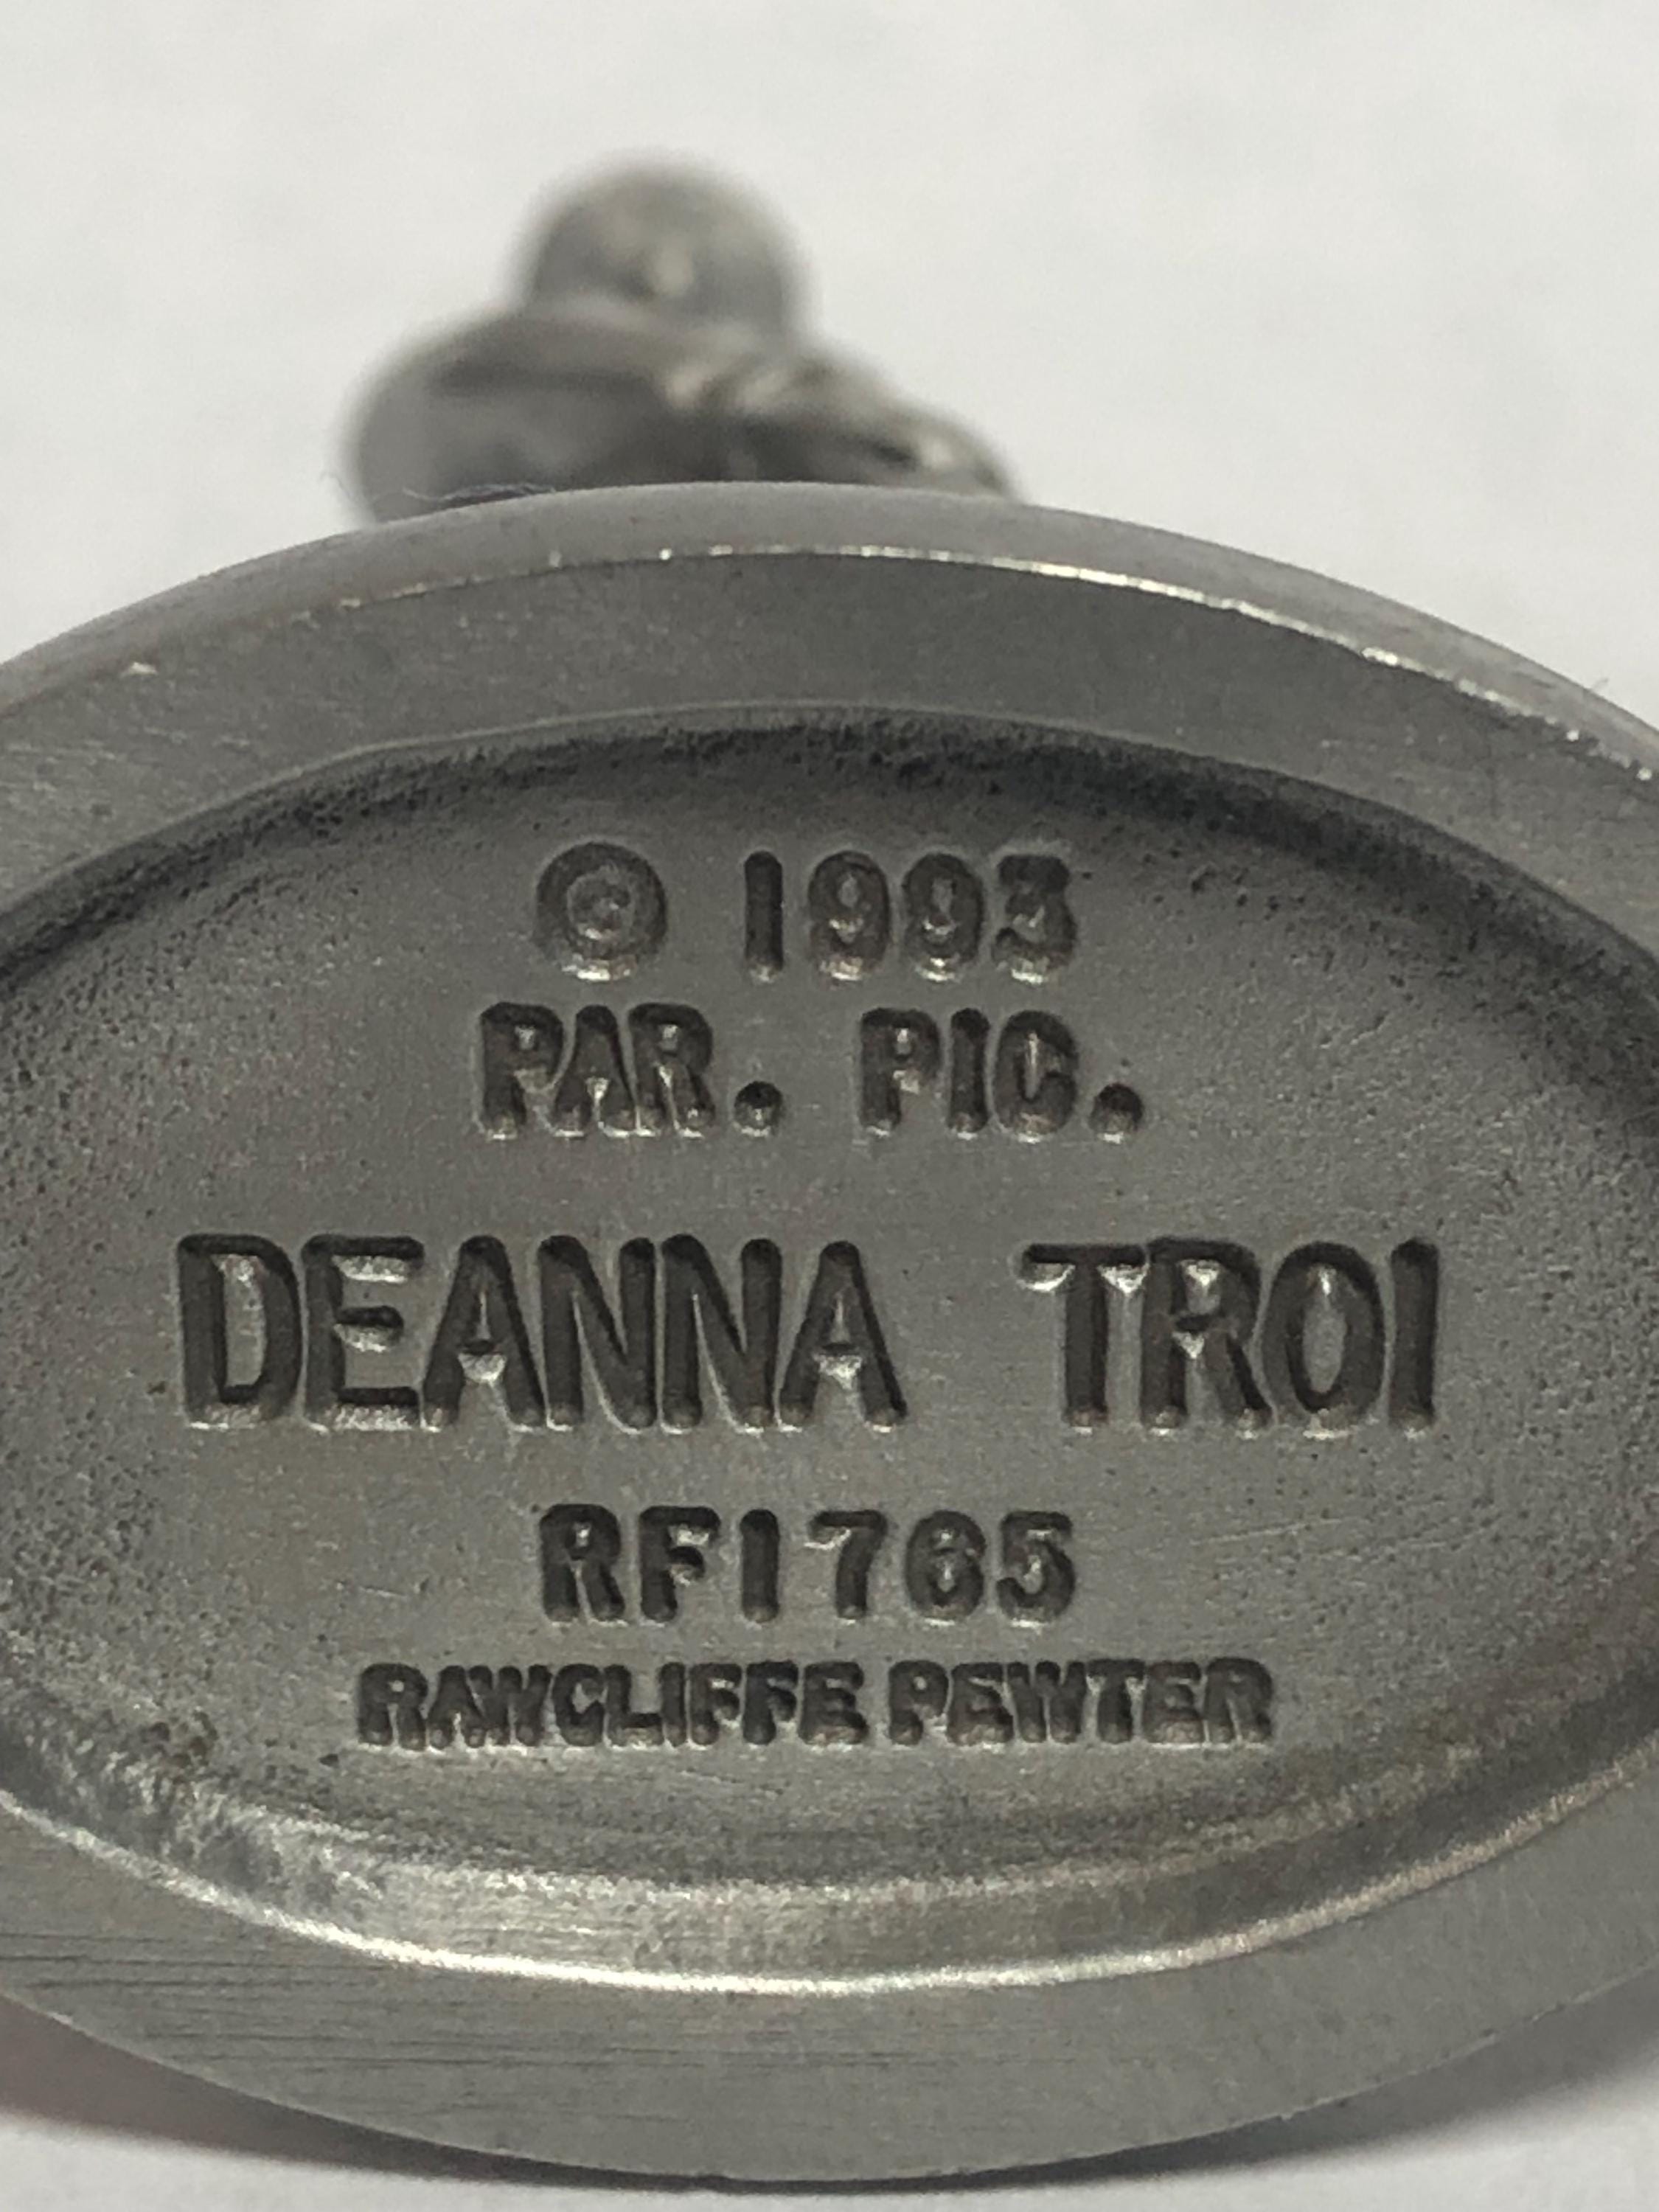 © 1993
PAR. PIC.
DEANNA TROI
RF1765
RAWCLIFFE PEWTER